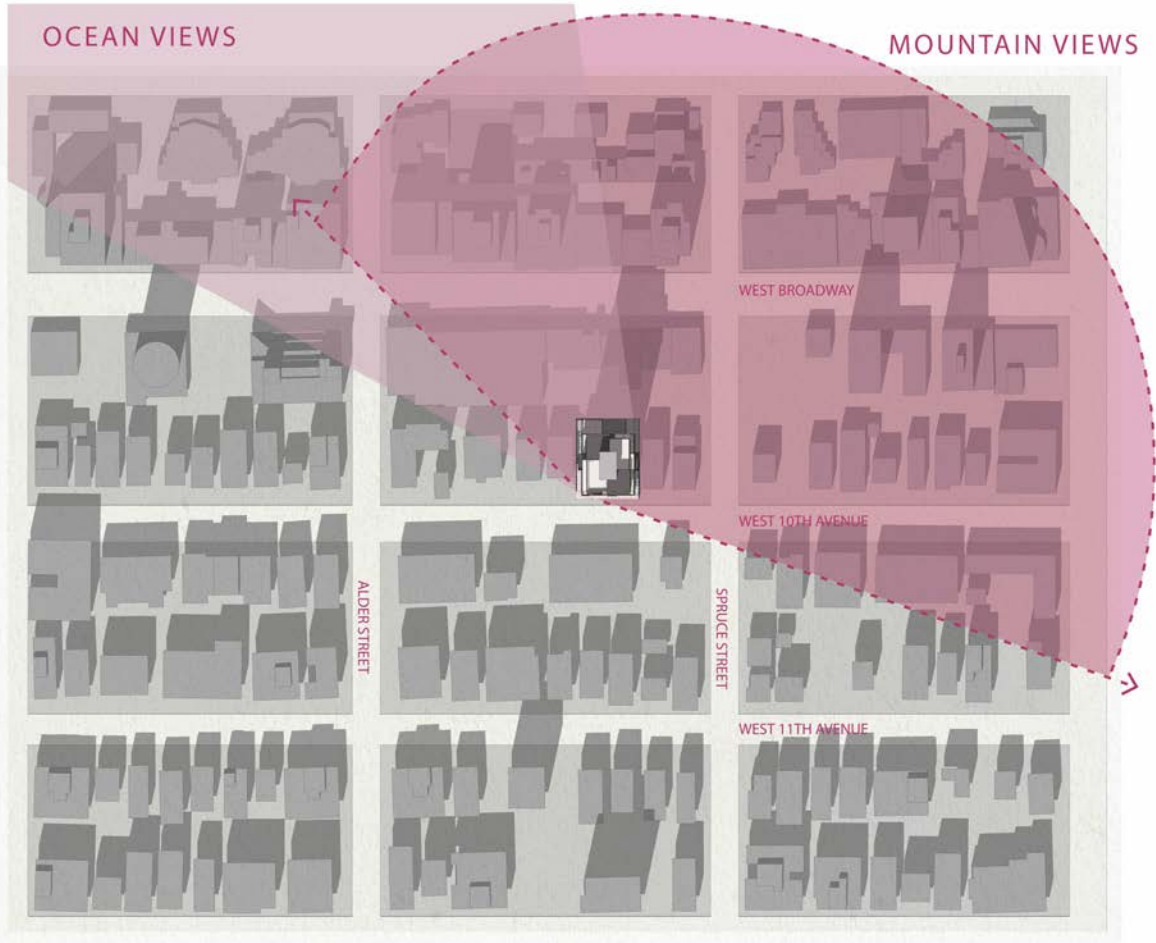 OCEAN VIEWS
MOUNTAIN VIEWS
WEST BROADWAY
WEST 10TH AVENUE
ALDER STREET
SPRUCE STREET
WEST 11TH AVENUE